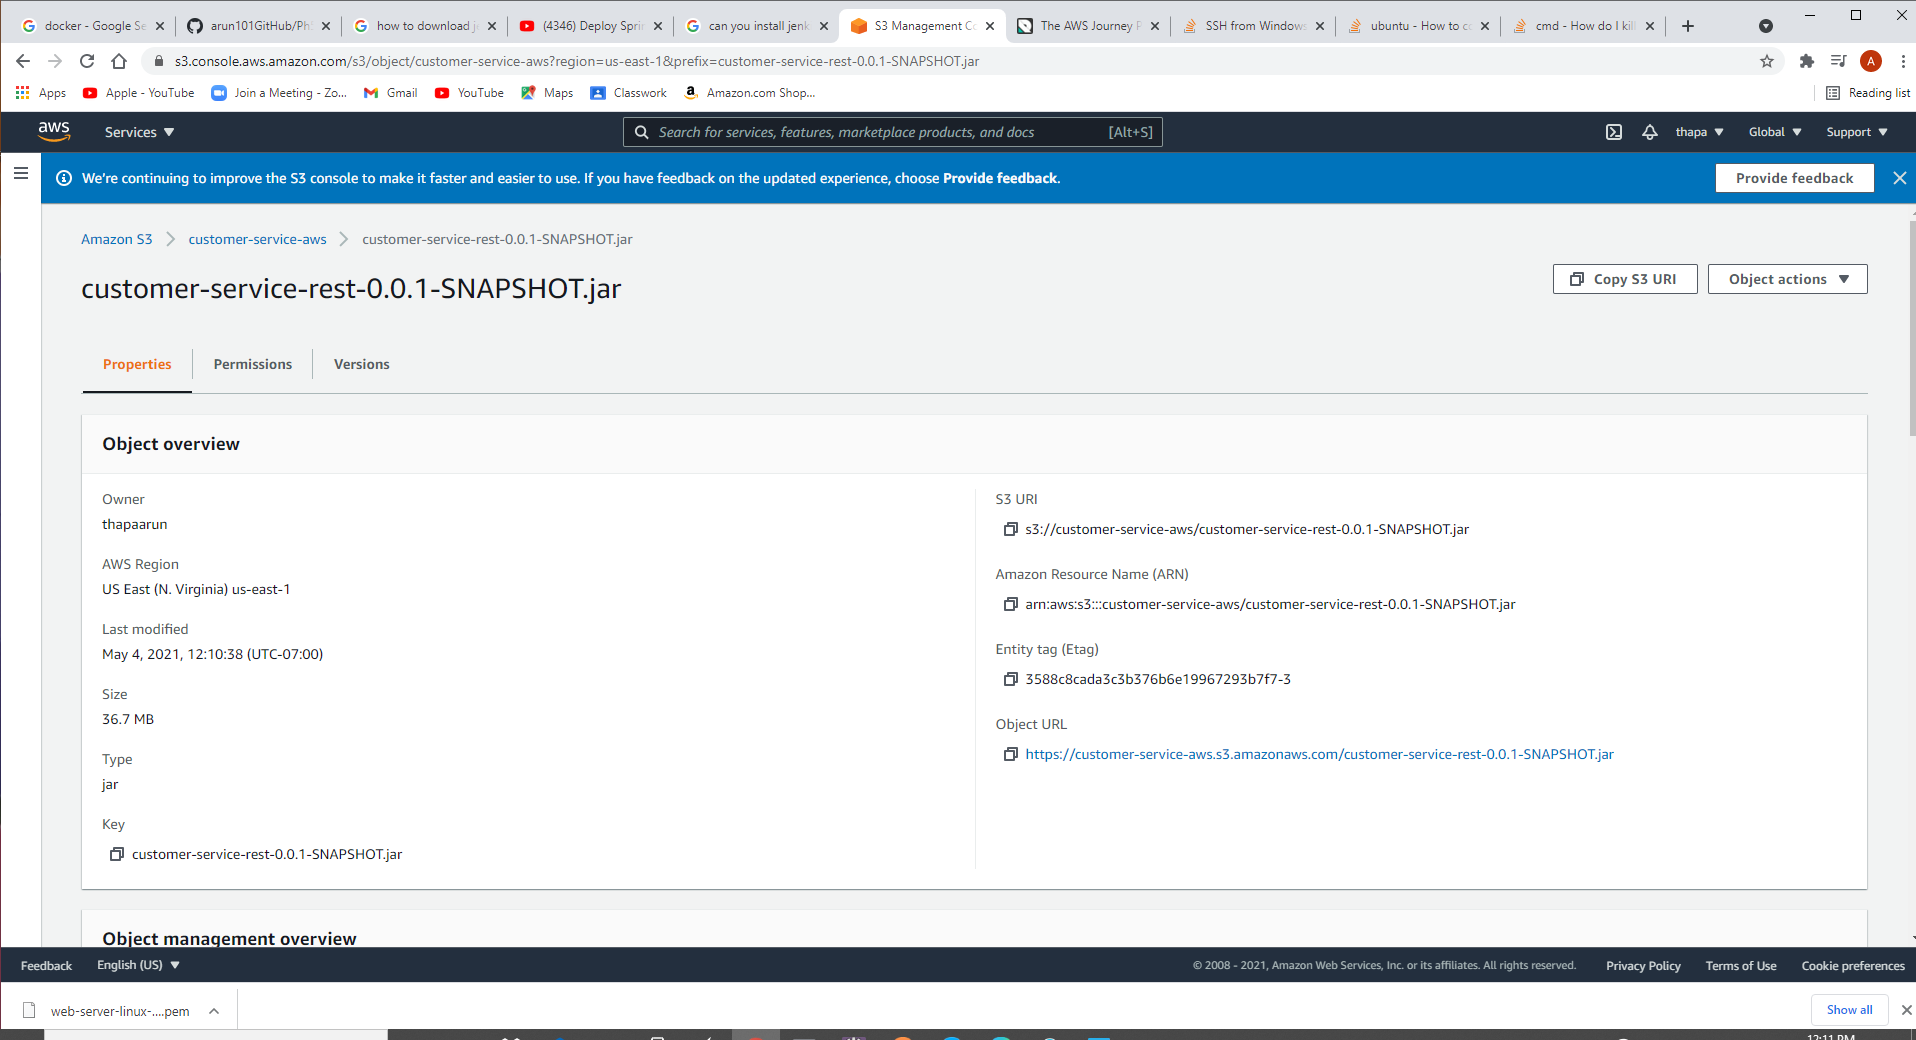 docker - Google Se
arun101GitHub/Ph
how to download je
(4346) Deploy Sprin
can you install jenk
S3 Management Co
The AWS Journey P
SSH from Windows
ubuntu - How to co
cmd - How do I kill
s3.console.aws.amazon.com/s3/object/customer-service-aws?region=us-east-1&prefix=customer-service-rest-0.0.1-SNAPSHOT.jar
A
Apps
Apple - YouTube
Join a Meeting - Zo...
Gmail
YouTube
Maps
Classwork
Amazon.com Shop...
Reading list
aws
Services
Search for services, features, marketplace products, and docs
[Alt+S]
thapa
Global
Support
We're continuing to improve the S3 console to make it faster and easier to use. If you have feedback on the updated experience, choose Provide feedback.
Provide feedback
Amazon S3
customer-service-aws
customer-service-rest-0.0.1-SNAPSHOT.jar
customer-service-rest-0.0.1-SNAPSHOT.jar
Copy S3 URI
Object actions
Properties
Permissions
Versions
Object overview
Owner
thapaarun
AWS Region
US East (N. Virginia) us-east-1
Last modified
May 4, 2021, 12:10:38 (UTC-07:00)
Size
36.7 MB
Type
jar
Key
customer-service-rest-0.0.1-SNAPSHOT.jar
S3 URI
s3://customer-service-aws/customer-service-rest-0.0.1-SNAPSHOT.jar
Amazon Resource Name (ARN)
arn:aws:s3:::customer-service-aws/customer-service-rest-0.0.1-SNAPSHOT.jar
Entity tag (Etag)
3588c8cada3c3b376b6e19967293b7f7-3
Object URL
https://customer-service-aws.s3.amazonaws.com/customer-service-rest-0.0.1-SNAPSHOT.jar
Object management overview
Feedback
English (US)
© 2008 - 2021, Amazon Web Services, Inc. or its affiliates. All rights reserved.
Privacy Policy
Terms of Use
Cookie preferences
web-server-linux-....pem
Show all
12:11 PM